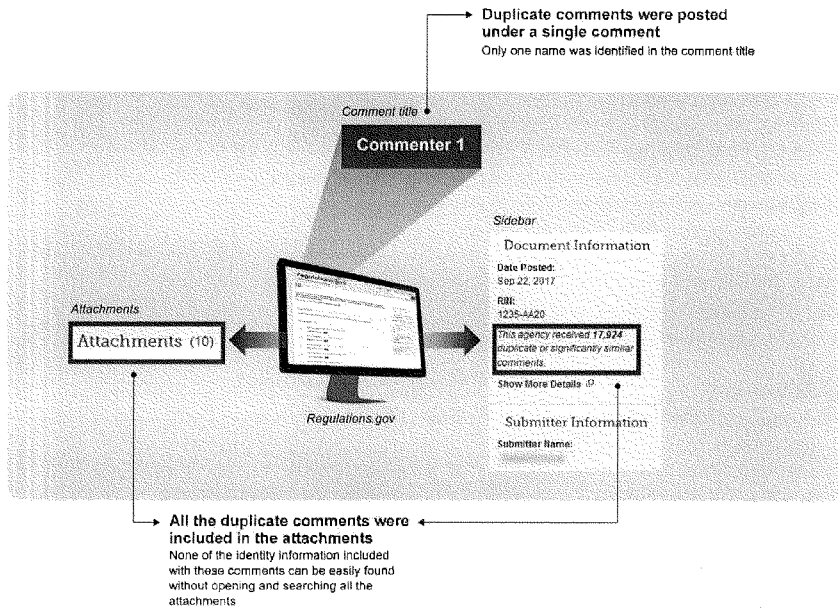 Duplicate comments were posted
under a single comment
Only one name was identified in the comment title
Comment title
Commenter 1
Sidebar
Document Information
Date Posted:
Sep 22, 2017
RIN:
1235-AA20
This agency received 17,924
duplicate or significantly similar
comments.
Show More Details
Submitter Information
Submitter Name:
Attachments
Attachments (10)
Regulations.gov
All the duplicate comments were
included in the attachments
None of the identity information included
with these comments can be easily found
without opening and searching all the
attachments